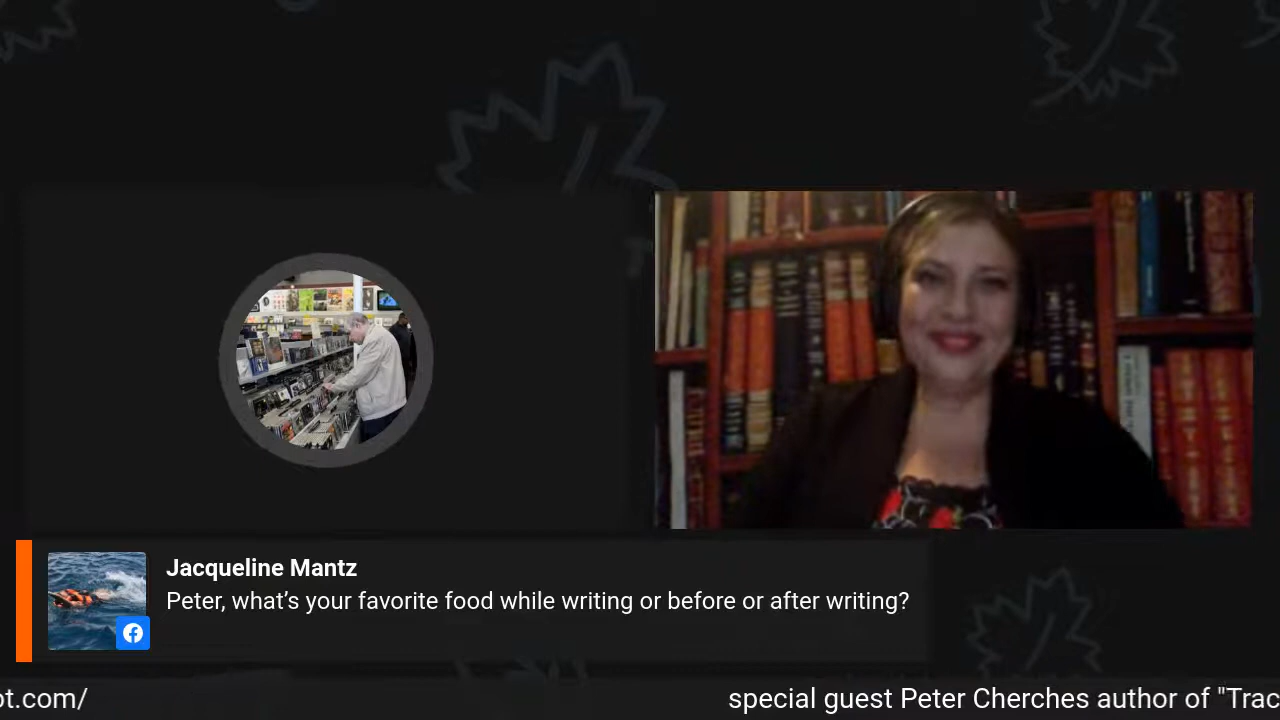 Jacqueline Mantz
Peter, what’s your favorite food while writing or before or after writing?
ot.com/
special guest Peter Cherches author of "Trac